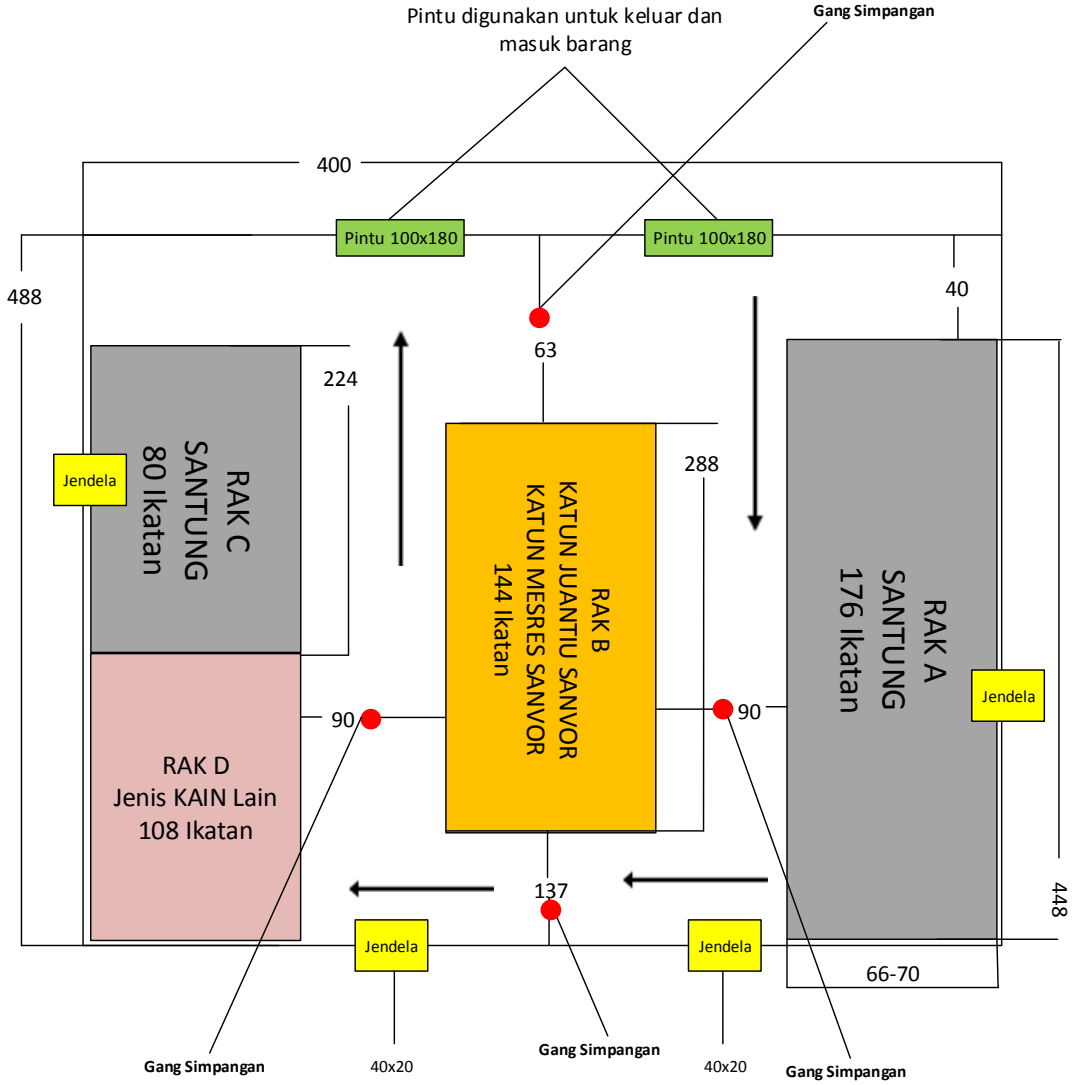 Pintu digunakan untuk keluar dan
masuk barang
Gang Simpangan
400
Pintu 100x180
Pintu 100x180
488
40
63
224
288
RAK C
SANTUNG
80 Ikatan
Jendela
RAK B
KATUN JUANTIU SANVOR
KATUN MESRES SANVOR
144 Ikatan
RAK A
SANTUNG
176 Ikatan
Jendela
90
90
RAK D
Jenis KAIN Lain
108 Ikatan
137
448
Jendela
Jendela
66-70
Gang Simpangan
40x20
Gang Simpangan
40x20
Gang Simpangan